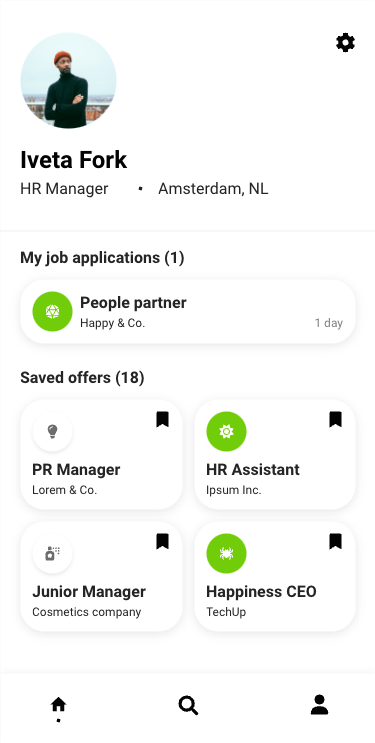 Iveta Fork
HR Manager • Amsterdam, NL
My job applications (1)
People partner
Happy & Co.
1 day
Saved offers (18)
PR Manager
Lorem & Co.
HR Assistant
Ipsum Inc.
Junior Manager
Cosmetics company
Happiness CEO
TechUp